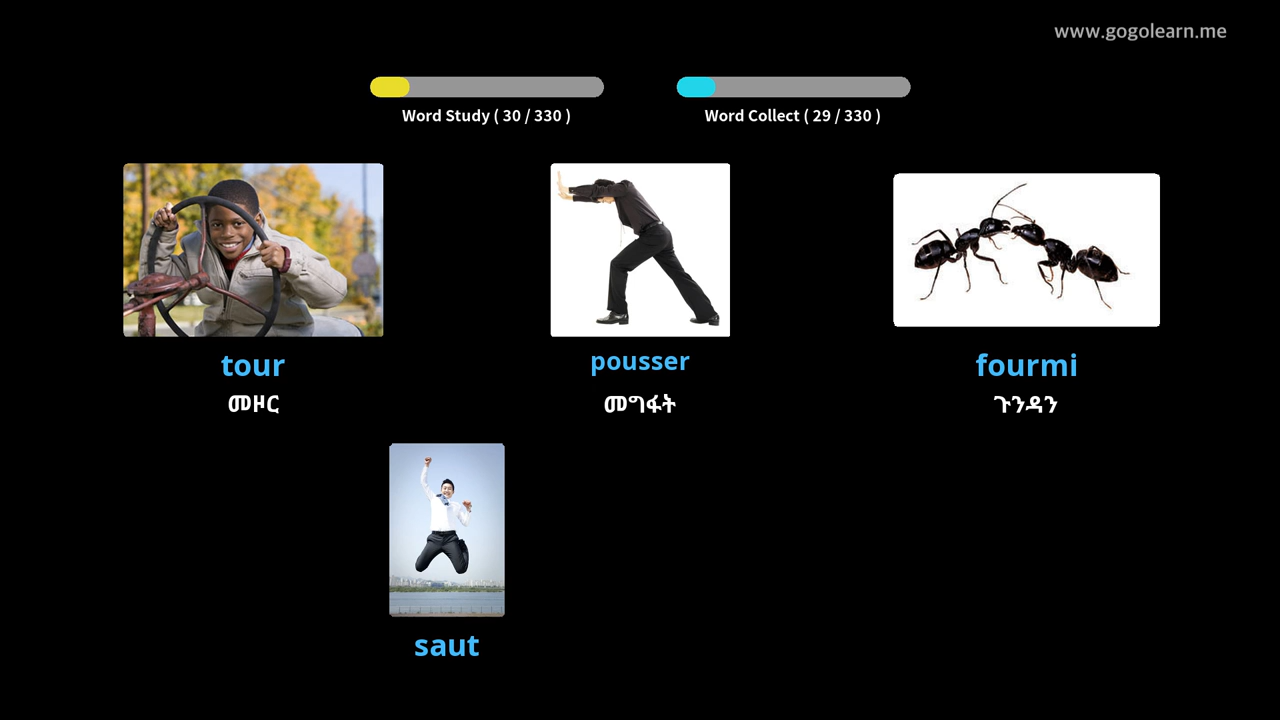 www.gogolearn.me
Word Study ( 30 / 330 )
Word Collect ( 29 / 330 )
tour
pousser
fourmi
መዞር
መግፋት
ጉንዳን
saut